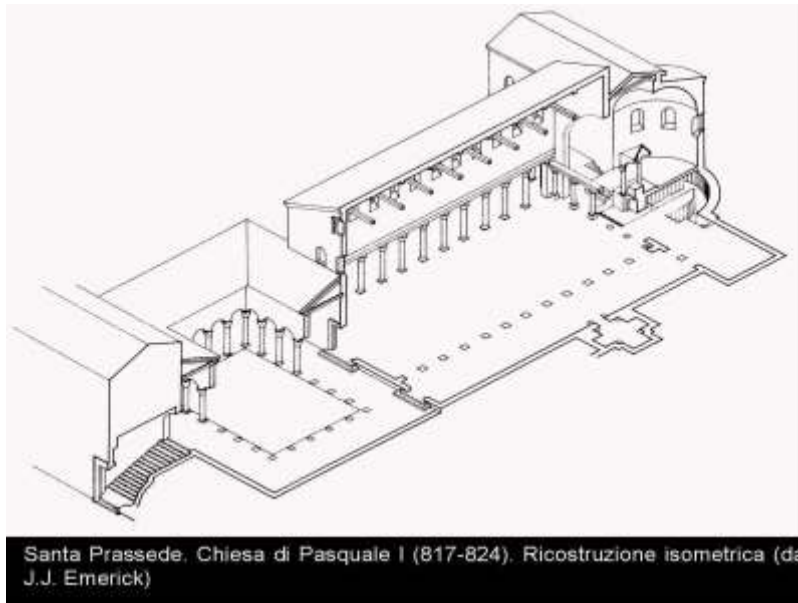 Santa Prassede. Chiesa di Pasquale I (817-824). Ricostruzione isometrica (da
J.J. Emerick)